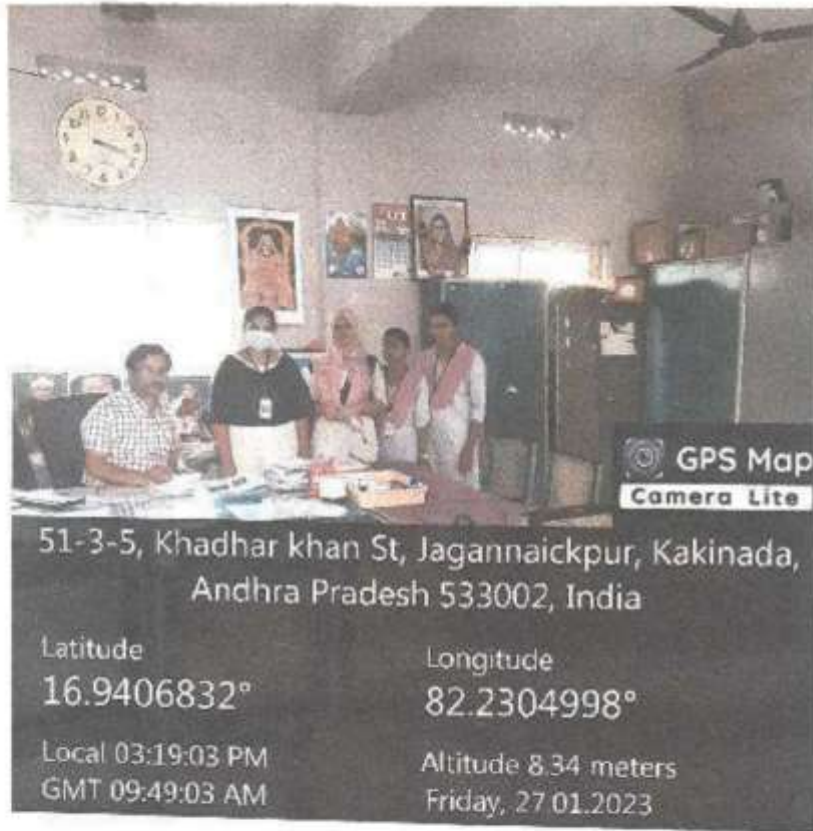 GPS Map
Camera Lite
51-3-5, Khadhar khan St, Jagannaickpur, Kakinada,
Andhra Pradesh 533002, India
Latitude
16.9406832°
Longitude
82.2304998°
Local 03:19:03 PM
GMT 09:49:03 AM
Altitude 8.34 meters
Friday, 27 01.2023